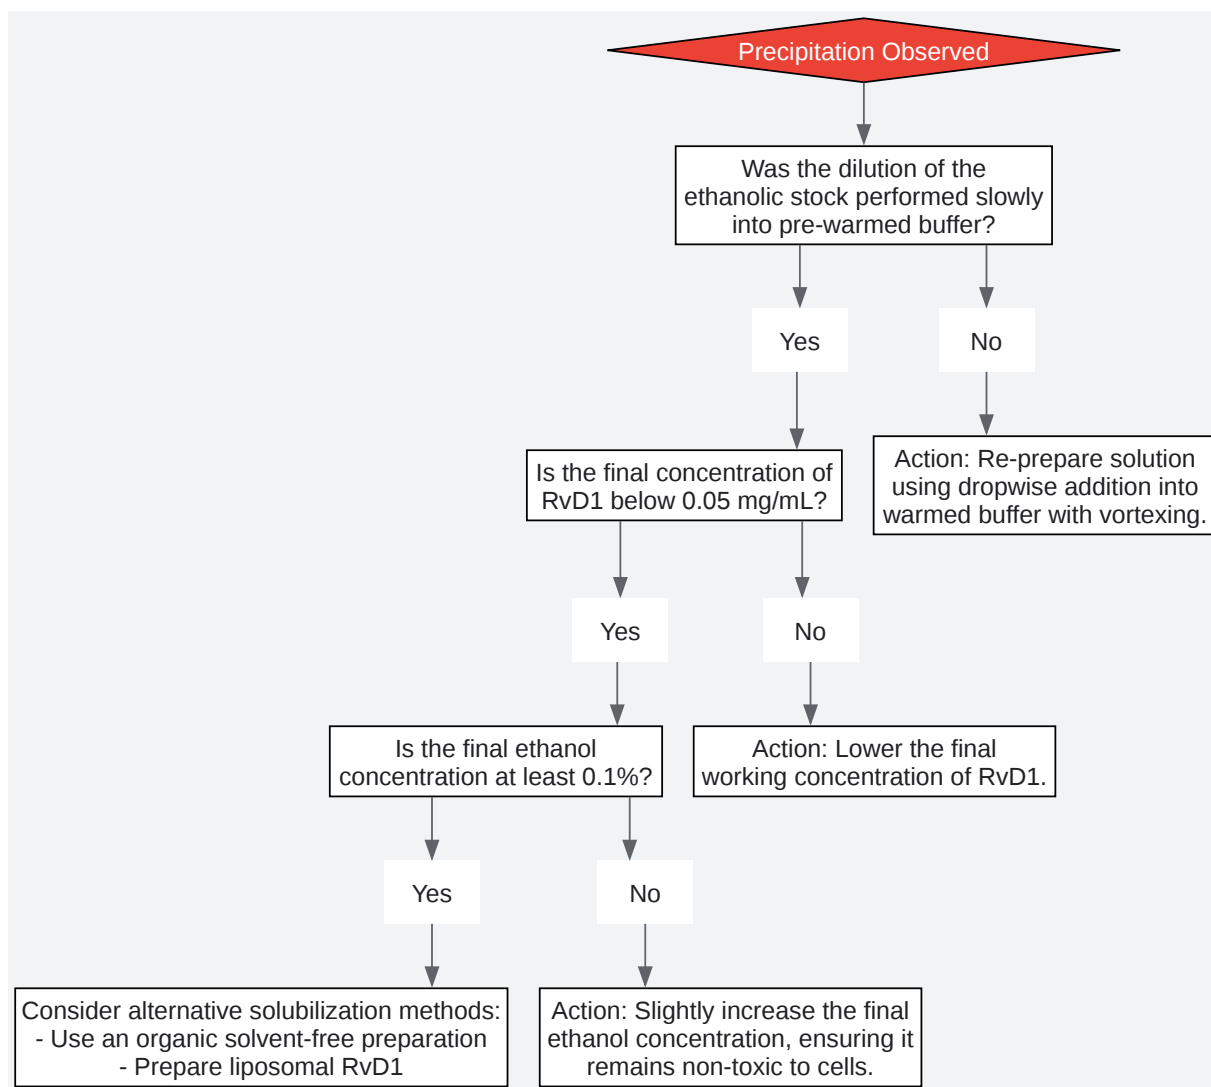 Precipitation Observed
Was the dilution of the
ethanolic stock performed slowly
into pre-warmed buffer?
Yes
No
Is the final concentration of
RvD1 below 0.05 mg/mL?
Action: Re-prepare solution
using dropwise addition into
warmed buffer with vortexing.
Yes
No
Is the final ethanol
concentration at least 0.1%?
Action: Lower the final
working concentration of RvD1.
Yes
No
Consider alternative solubilization methods:
- Use an organic solvent-free preparation
- Prepare liposomal RvD1
Action: Slightly increase the final
ethanol concentration, ensuring it
remains non-toxic to cells.